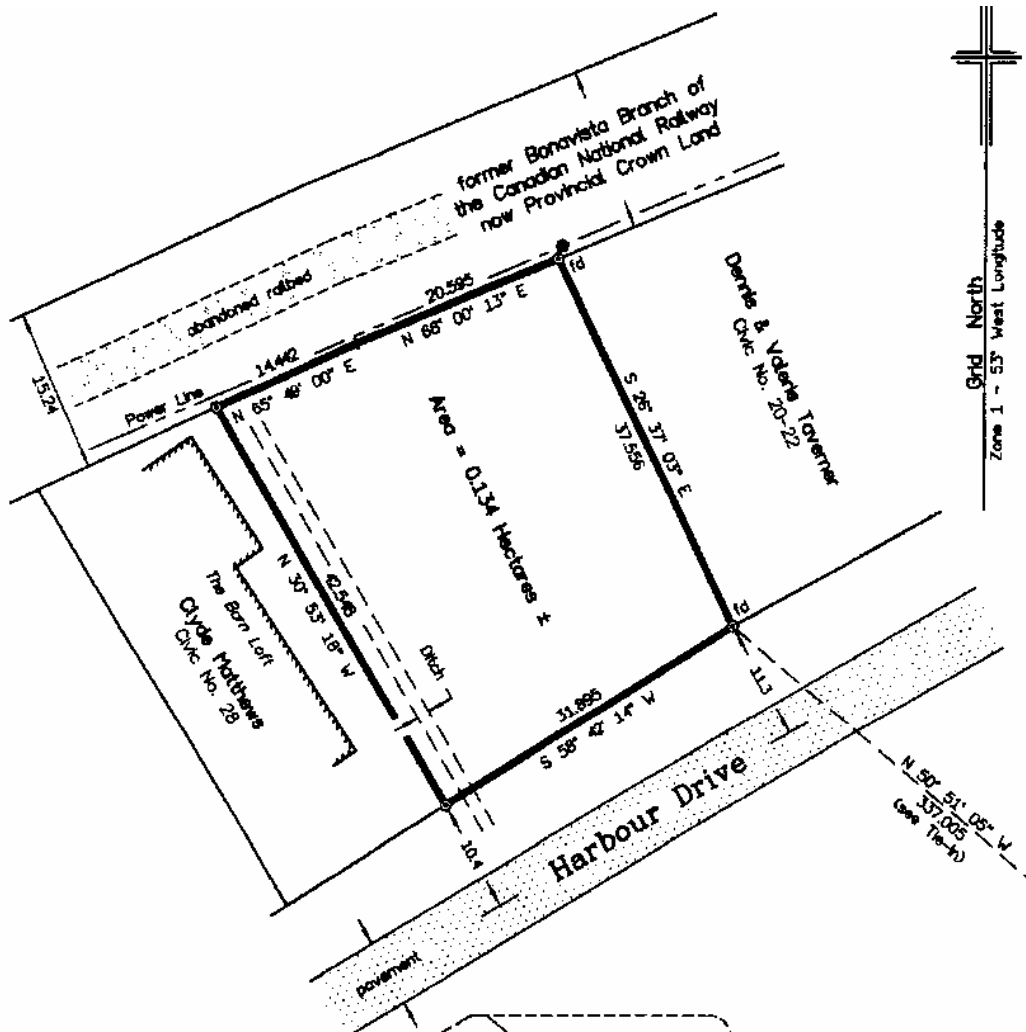 former Bonavista Branch of
the Canadian National Railway
now Provincial Crown Land
Grid North
Zone 1 - 53° West Longitude
abandoned railbed
15.24
Power Line
14.442
N 65° 49' 00" E
20.595
N 68° 00' 13" E
fd
Dennis & Valerie Taverner
Civic No. 20-22
S 26° 37' 03" E
37.556
Area = 0.134 Hectares ±
The Barn Loft
Clyde Matthews
Civic No. 28
42.548
N 30° 53' 18" W
Ditch
fd
31.895
S 58° 42' 14" W
11.3
10.4
Harbour Drive
pavement
N 50° 51' 05" W
337.005
(see Tie-In)